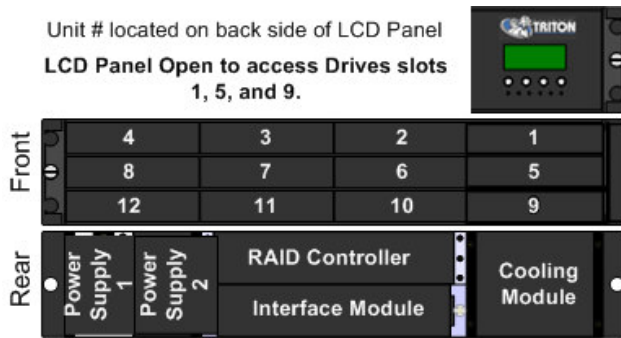 Unit # located on back side of LCD Panel
LCD Panel Open to access Drives slots
1, 5, and 9.
TRITON
Front
4 3 2 1
8 7 6 5
12 11 10 9
Rear
Power
Supply
1
Power
Supply
2
RAID Controller
Interface Module
Cooling
Module